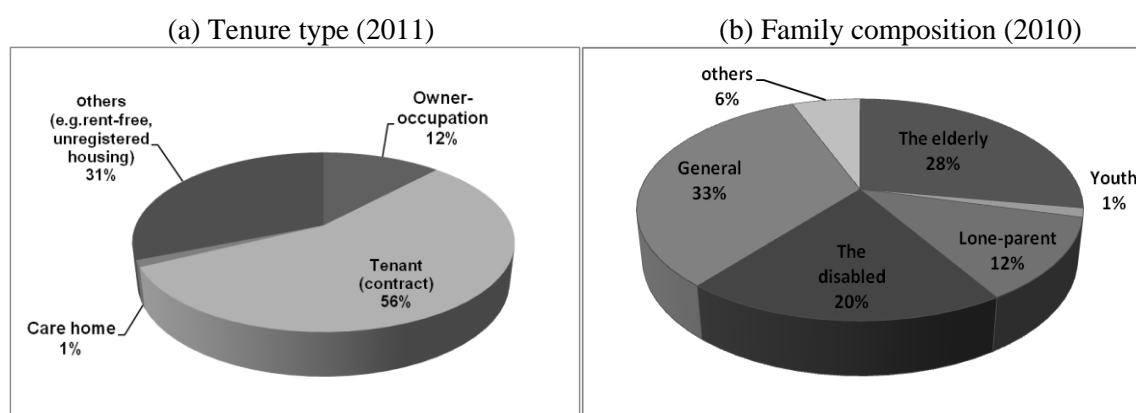 (a) Tenure type (2011)
others
(e.g.rent-free,
unregistered
housing)
31%
Owner-
occupation
12%
Tenant
(contract)
56%
Care home
1%
(b) Family composition (2010)
others
6%
The elderly
28%
Youth
1%
General
33%
Lone-parent
12%
The
disabled
20%